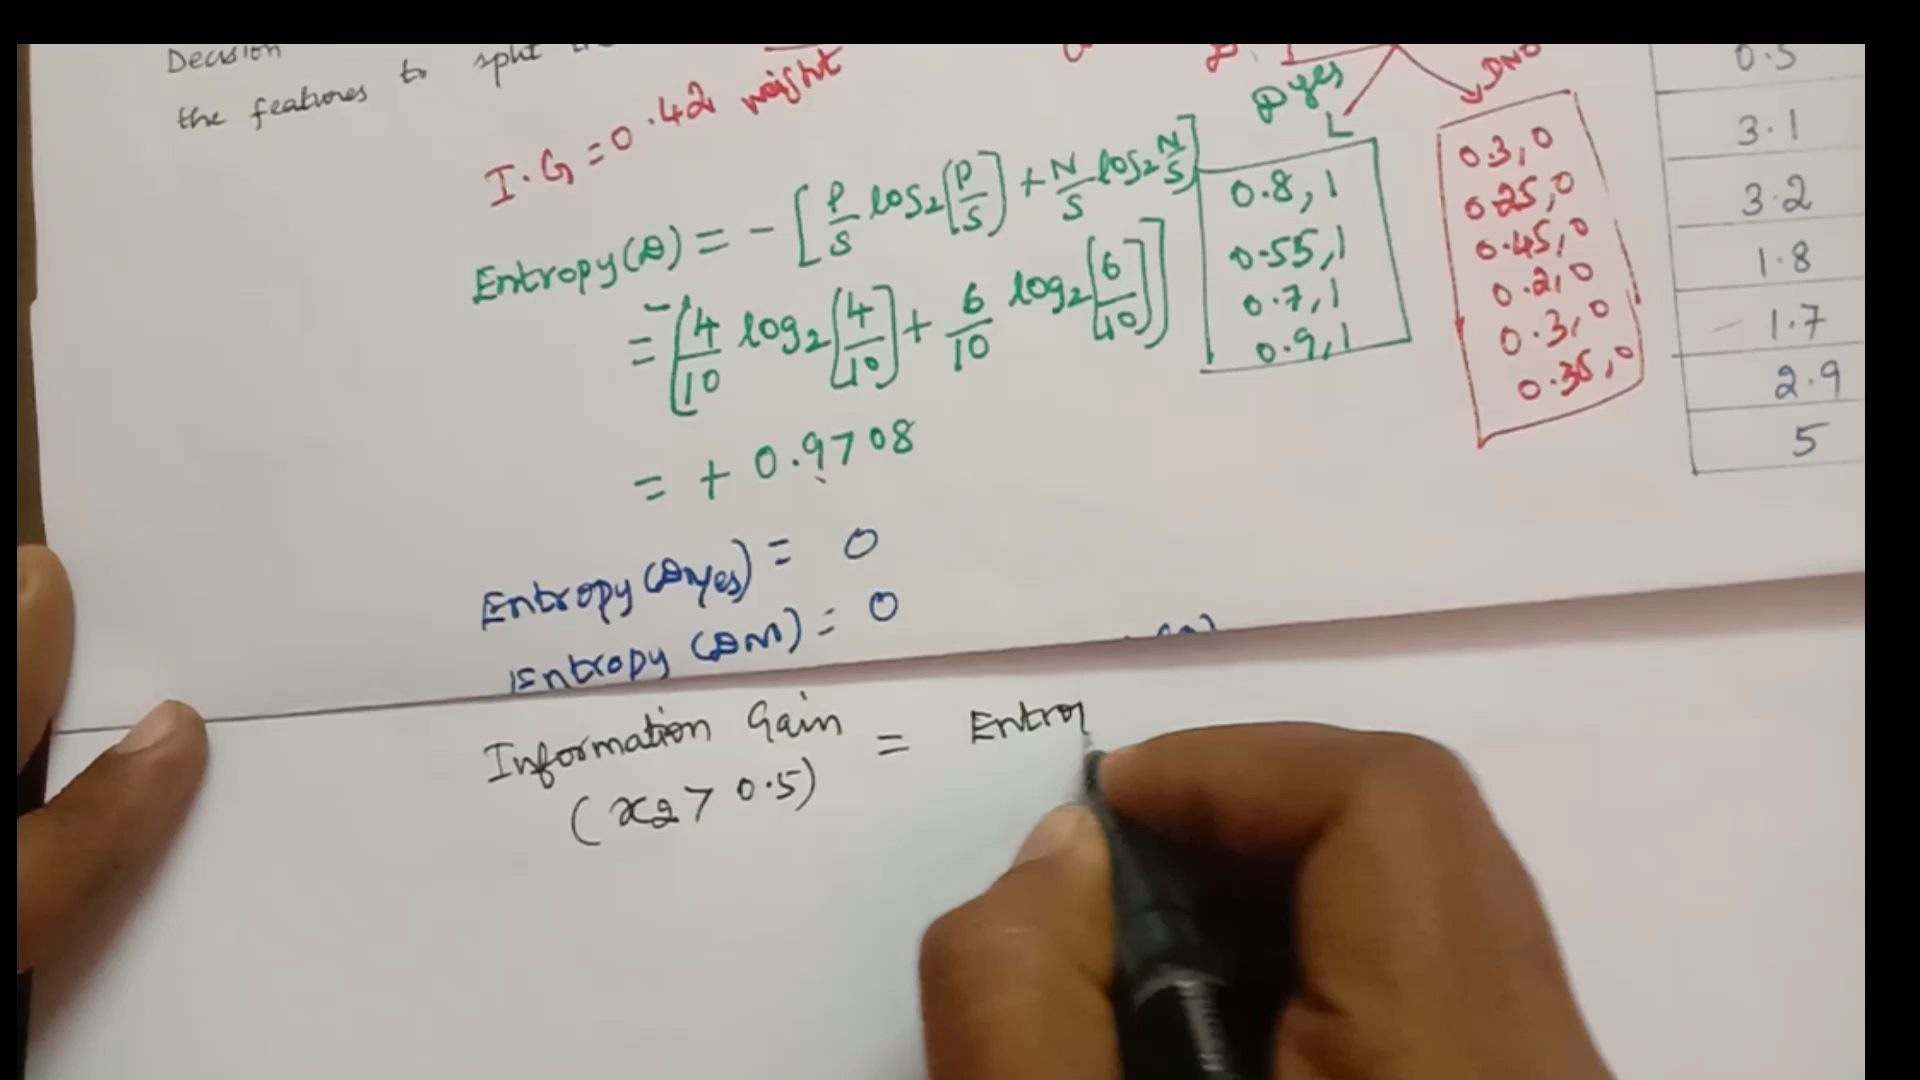 Decision
the features to split
I.G = 0.42 weight
Dyes
DNO
Entropy(D) = - [P/S log2(P/S) + N/S log2 N/S]
= -[4/10 log2[4/10] + 6/10 log2[6/10]]
= + 0.9708
0.8, 1
0.55, 1
0.7, 1
0.9, 1
0.3, 0
0.25, 0
0.45, 0
0.2, 0
0.3, 0
0.35, 0
0.5
3.1
3.2
1.8
1.7
2.9
5
Entropy(Dyes) = 0
Entropy (DNo) = 0
Information Gain = Entrop
(x2 > 0.5)